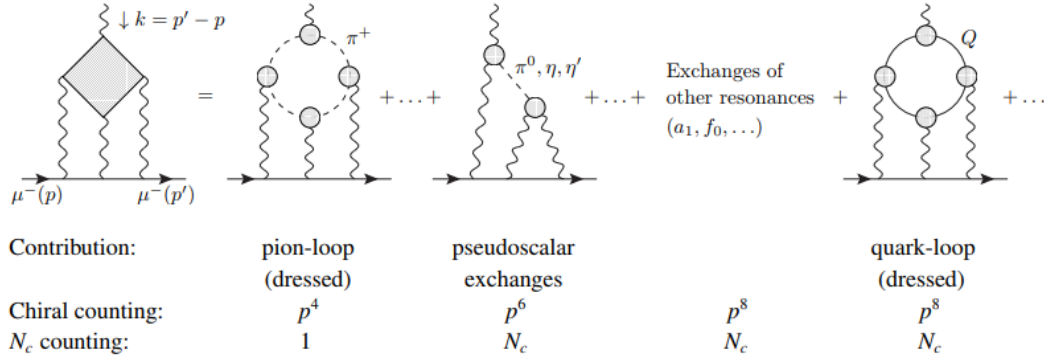 ↓ k = p′ − p
π⁺
Q
π⁰, η, η′
= + … + + … + Exchanges of
other resonances + + …
(a₁, f₀, …)
μ⁻(p) μ⁻(p′)
Contribution: pion-loop pseudoscalar quark-loop
(dressed) exchanges (dressed)
Chiral counting: p⁴ p⁶ p⁸ p⁸
N_c counting: 1 N_c N_c N_c